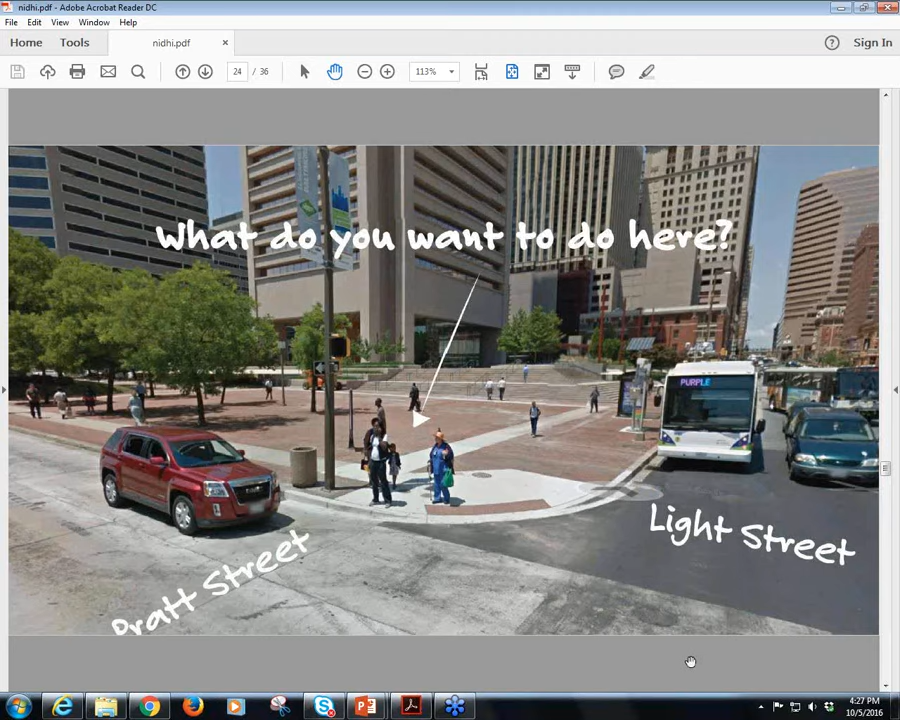 nidhi.pdf - Adobe Acrobat Reader DC
File Edit View Window Help
Home Tools nidhi.pdf × Sign In
24 / 36 113%
What do you want to do here?
PURPLE
Light Street
Pratt Street
4:27 PM
10/5/2016